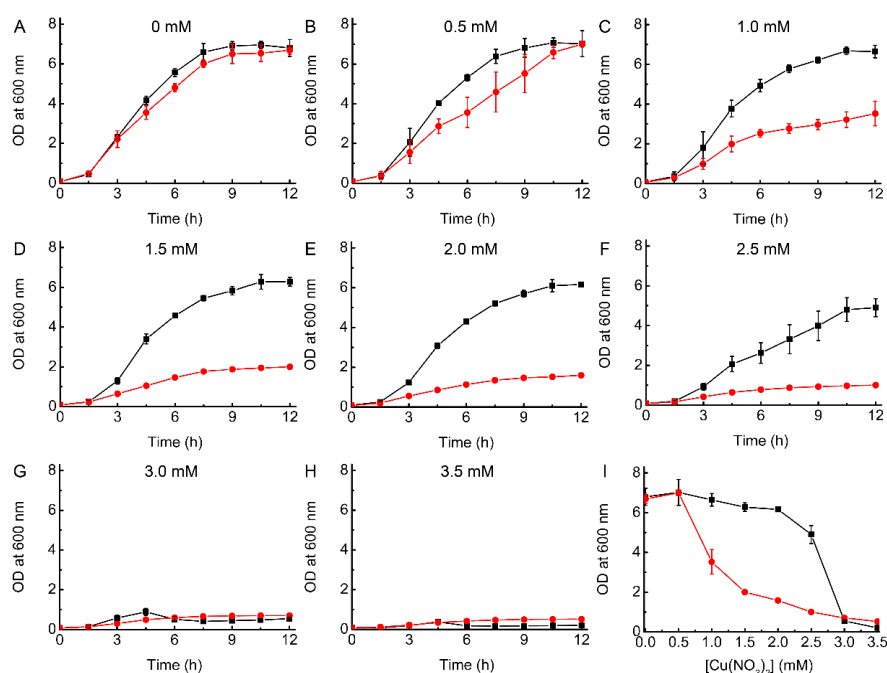 A 0 mM
8
6
4
2
0
OD at 600 nm
0 3 6 9 12
Time (h)
B 0.5 mM
8
6
4
2
0
OD at 600 nm
0 3 6 9 12
Time (h)
C 1.0 mM
8
6
4
2
0
OD at 600 nm
0 3 6 9 12
Time (h)
D 1.5 mM
8
6
4
2
0
OD at 600 nm
0 3 6 9 12
Time (h)
E 2.0 mM
8
6
4
2
0
OD at 600 nm
0 3 6 9 12
Time (h)
F 2.5 mM
8
6
4
2
0
OD at 600 nm
0 3 6 9 12
Time (h)
G 3.0 mM
8
6
4
2
0
OD at 600 nm
0 3 6 9 12
Time (h)
H 3.5 mM
8
6
4
2
0
OD at 600 nm
0 3 6 9 12
Time (h)
I
8
6
4
2
0
OD at 600 nm
0.0 0.5 1.0 1.5 2.0 2.5 3.0 3.5
[Cu(NO₃)₂] (mM)